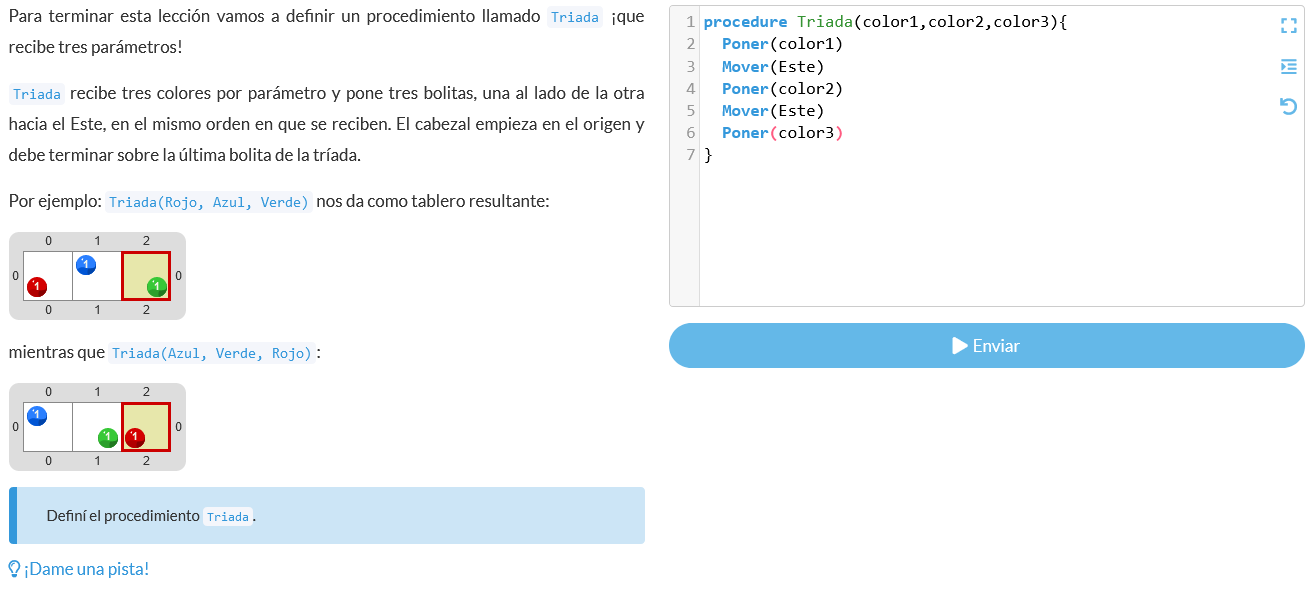 Para terminar esta lección vamos a definir un procedimiento llamado Triada ¡que
recibe tres parámetros!
Triada recibe tres colores por parámetro y pone tres bolitas, una al lado de la otra
hacia el Este, en el mismo orden en que se reciben. El cabezal empieza en el origen y
debe terminar sobre la última bolita de la tríada.
Por ejemplo: Triada(Rojo, Azul, Verde) nos da como tablero resultante:
0 1 2
1
0 0
1 1
0 1 2
mientras que Triada(Azul, Verde, Rojo) :
0 1 2
1
0 0
1 1
0 1 2
Definí el procedimiento Triada.
¡Dame una pista!
1 procedure Triada(color1,color2,color3){
2 Poner(color1)
3 Mover(Este)
4 Poner(color2)
5 Mover(Este)
6 Poner(color3)
7 }
Enviar